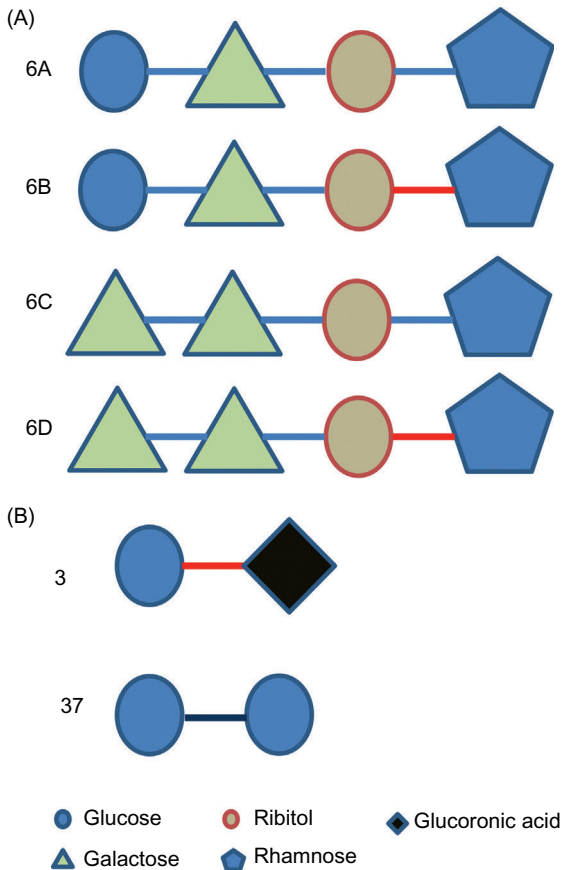 (A)
6A
6B
6C
6D
(B)
3
37
Glucose
Ribitol
Glucoronic acid
Galactose
Rhamnose